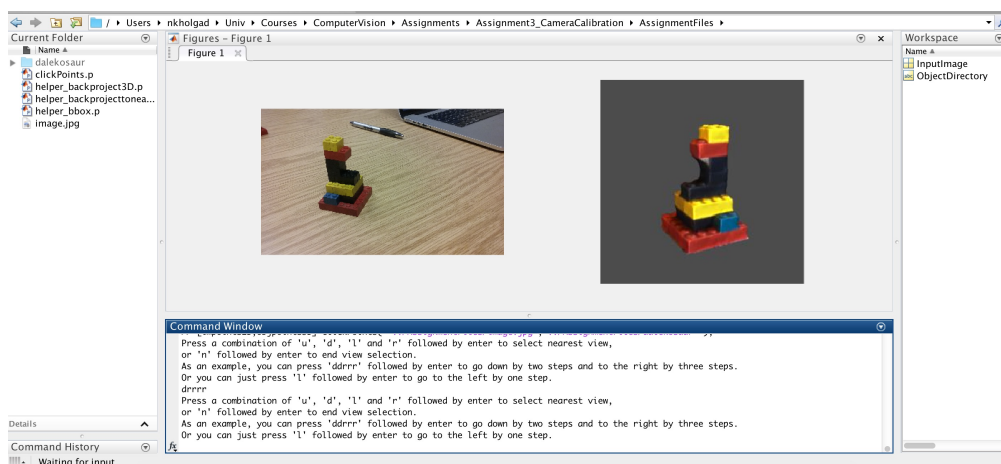 / ▸ Users ▸ nkholgad ▸ Univ ▸ Courses ▸ ComputerVision ▸ Assignments ▸ Assignment3_CameraCalibration ▸ AssignmentFiles ▸
Current Folder
Name ▲
dalekosaur
clickPoints.p
helper_backproject3D.p
helper_backprojecttonea...
helper_bbox.p
image.jpg
Details
Command History
Waiting for input
Figures - Figure 1
Figure 1
Command Window
Press a combination of 'u', 'd', 'l' and 'r' followed by enter to select nearest view,
or 'n' followed by enter to end view selection.
As an example, you can press 'ddrrr' followed by enter to go down by two steps and to the right by three steps.
Or you can just press 'l' followed by enter to go to the left by one step.
drrrr
Press a combination of 'u', 'd', 'l' and 'r' followed by enter to select nearest view,
or 'n' followed by enter to end view selection.
As an example, you can press 'ddrrr' followed by enter to go down by two steps and to the right by three steps.
Or you can just press 'l' followed by enter to go to the left by one step.
fx
Workspace
Name ▲
InputImage
ObjectDirectory